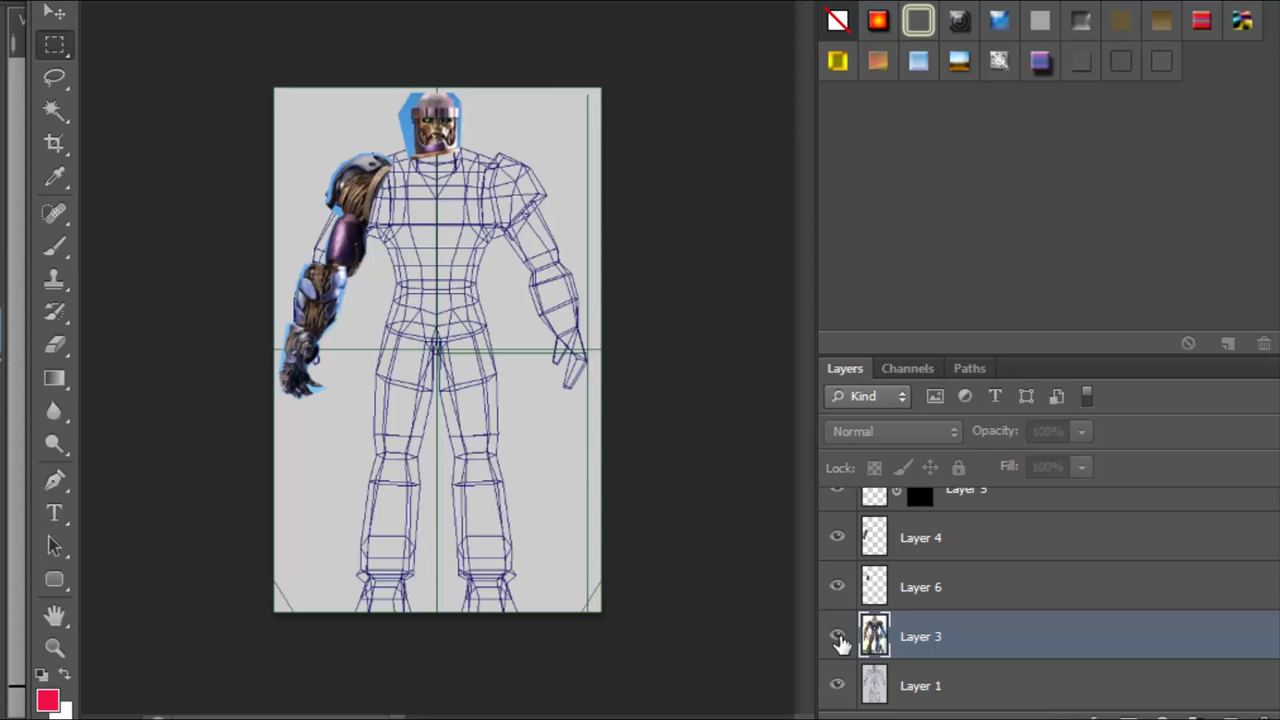 Layers Channels Paths
Kind T
Normal Opacity: 100%
Lock: Fill: 100%
Layer 5
Layer 4
Layer 6
Layer 3
Layer 1
T